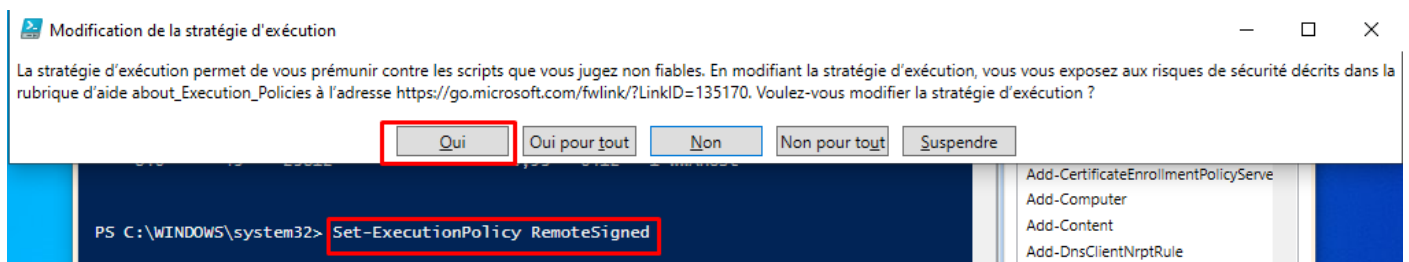 Modification de la stratégie d'exécution
La stratégie d'exécution permet de vous prémunir contre les scripts que vous jugez non fiables. En modifiant la stratégie d'exécution, vous vous exposez aux risques de sécurité décrits dans la
rubrique d'aide about_Execution_Policies à l'adresse https://go.microsoft.com/fwlink/?LinkID=135170. Voulez-vous modifier la stratégie d'exécution ?
Oui Oui pour tout Non Non pour tout Suspendre
Add-CertificateEnrollmentPolicyServe
Add-Computer
PS C:\WINDOWS\system32> Set-ExecutionPolicy RemoteSigned
Add-Content
Add-DnsClientNrptRule